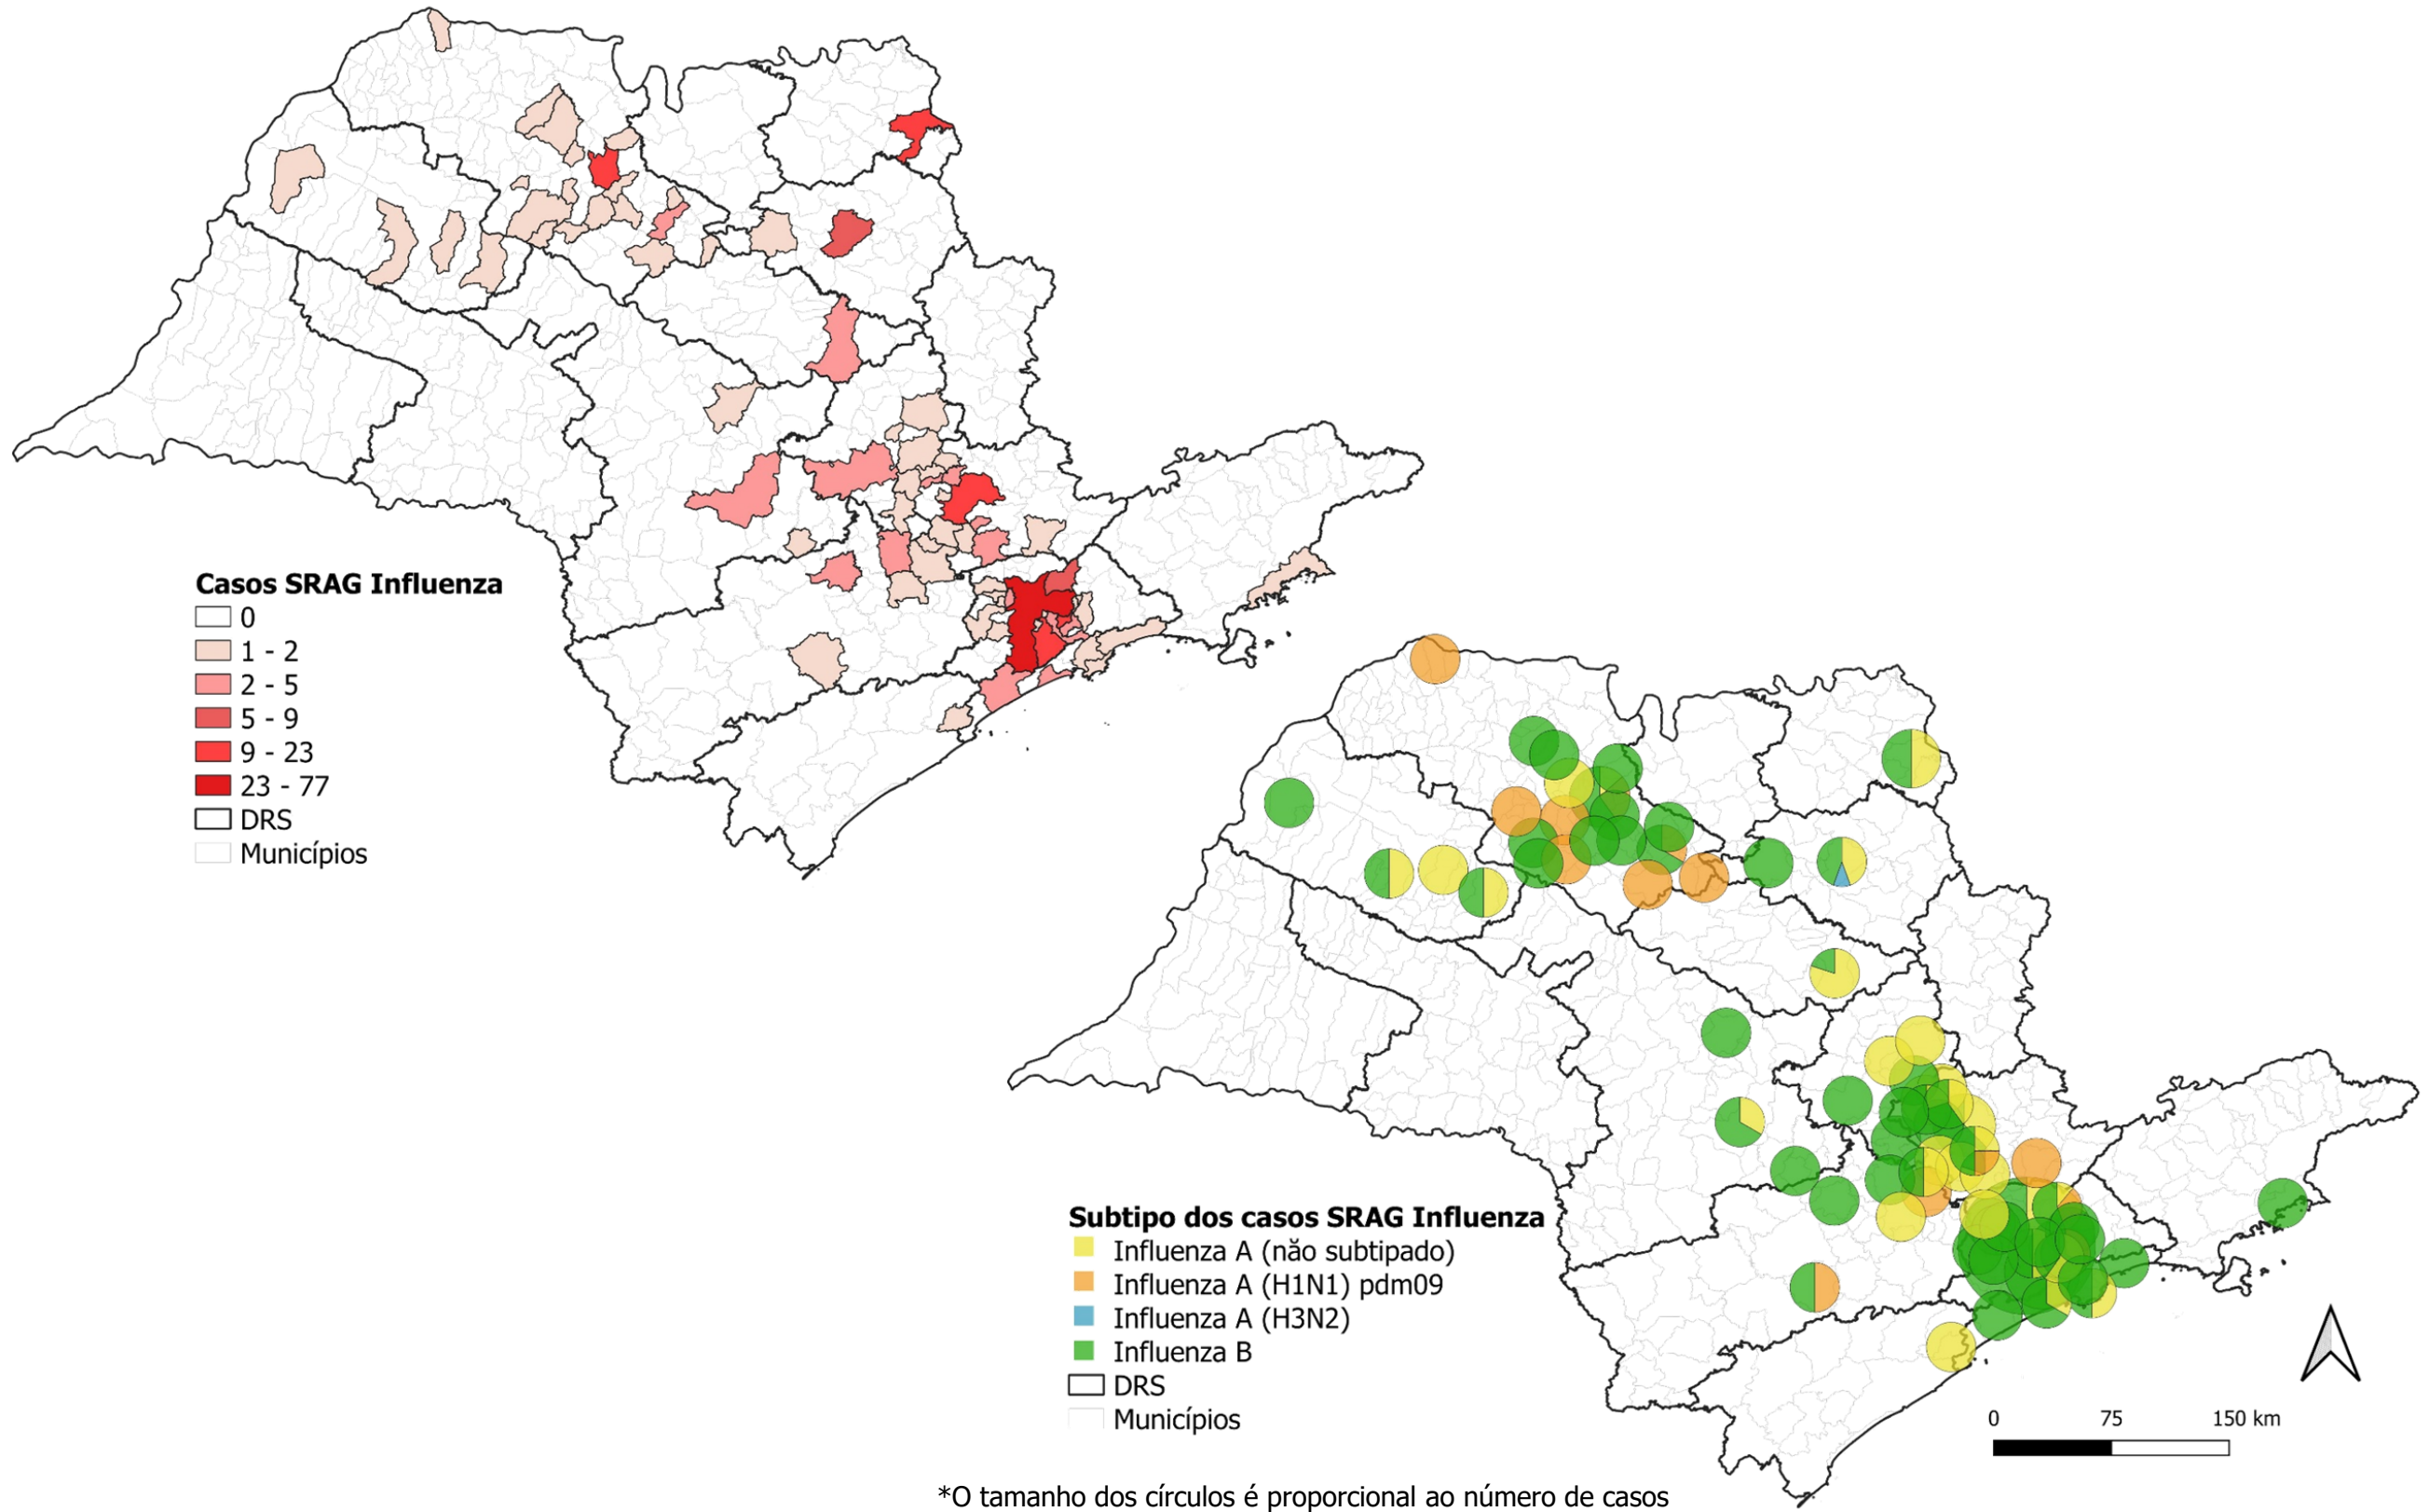 Casos SRAG Influenza
0
1 - 2
2 - 5
5 - 9
9 - 23
23 - 77
DRS
Municípios
Subtipo dos casos SRAG Influenza
Influenza A (năo subtipado)
Influenza A (H1N1) pdm09
Influenza A (H3N2)
Influenza B
DRS
Municípios
0 75 150 km
*O tamanho dos círculos é proporcional ao número de casos